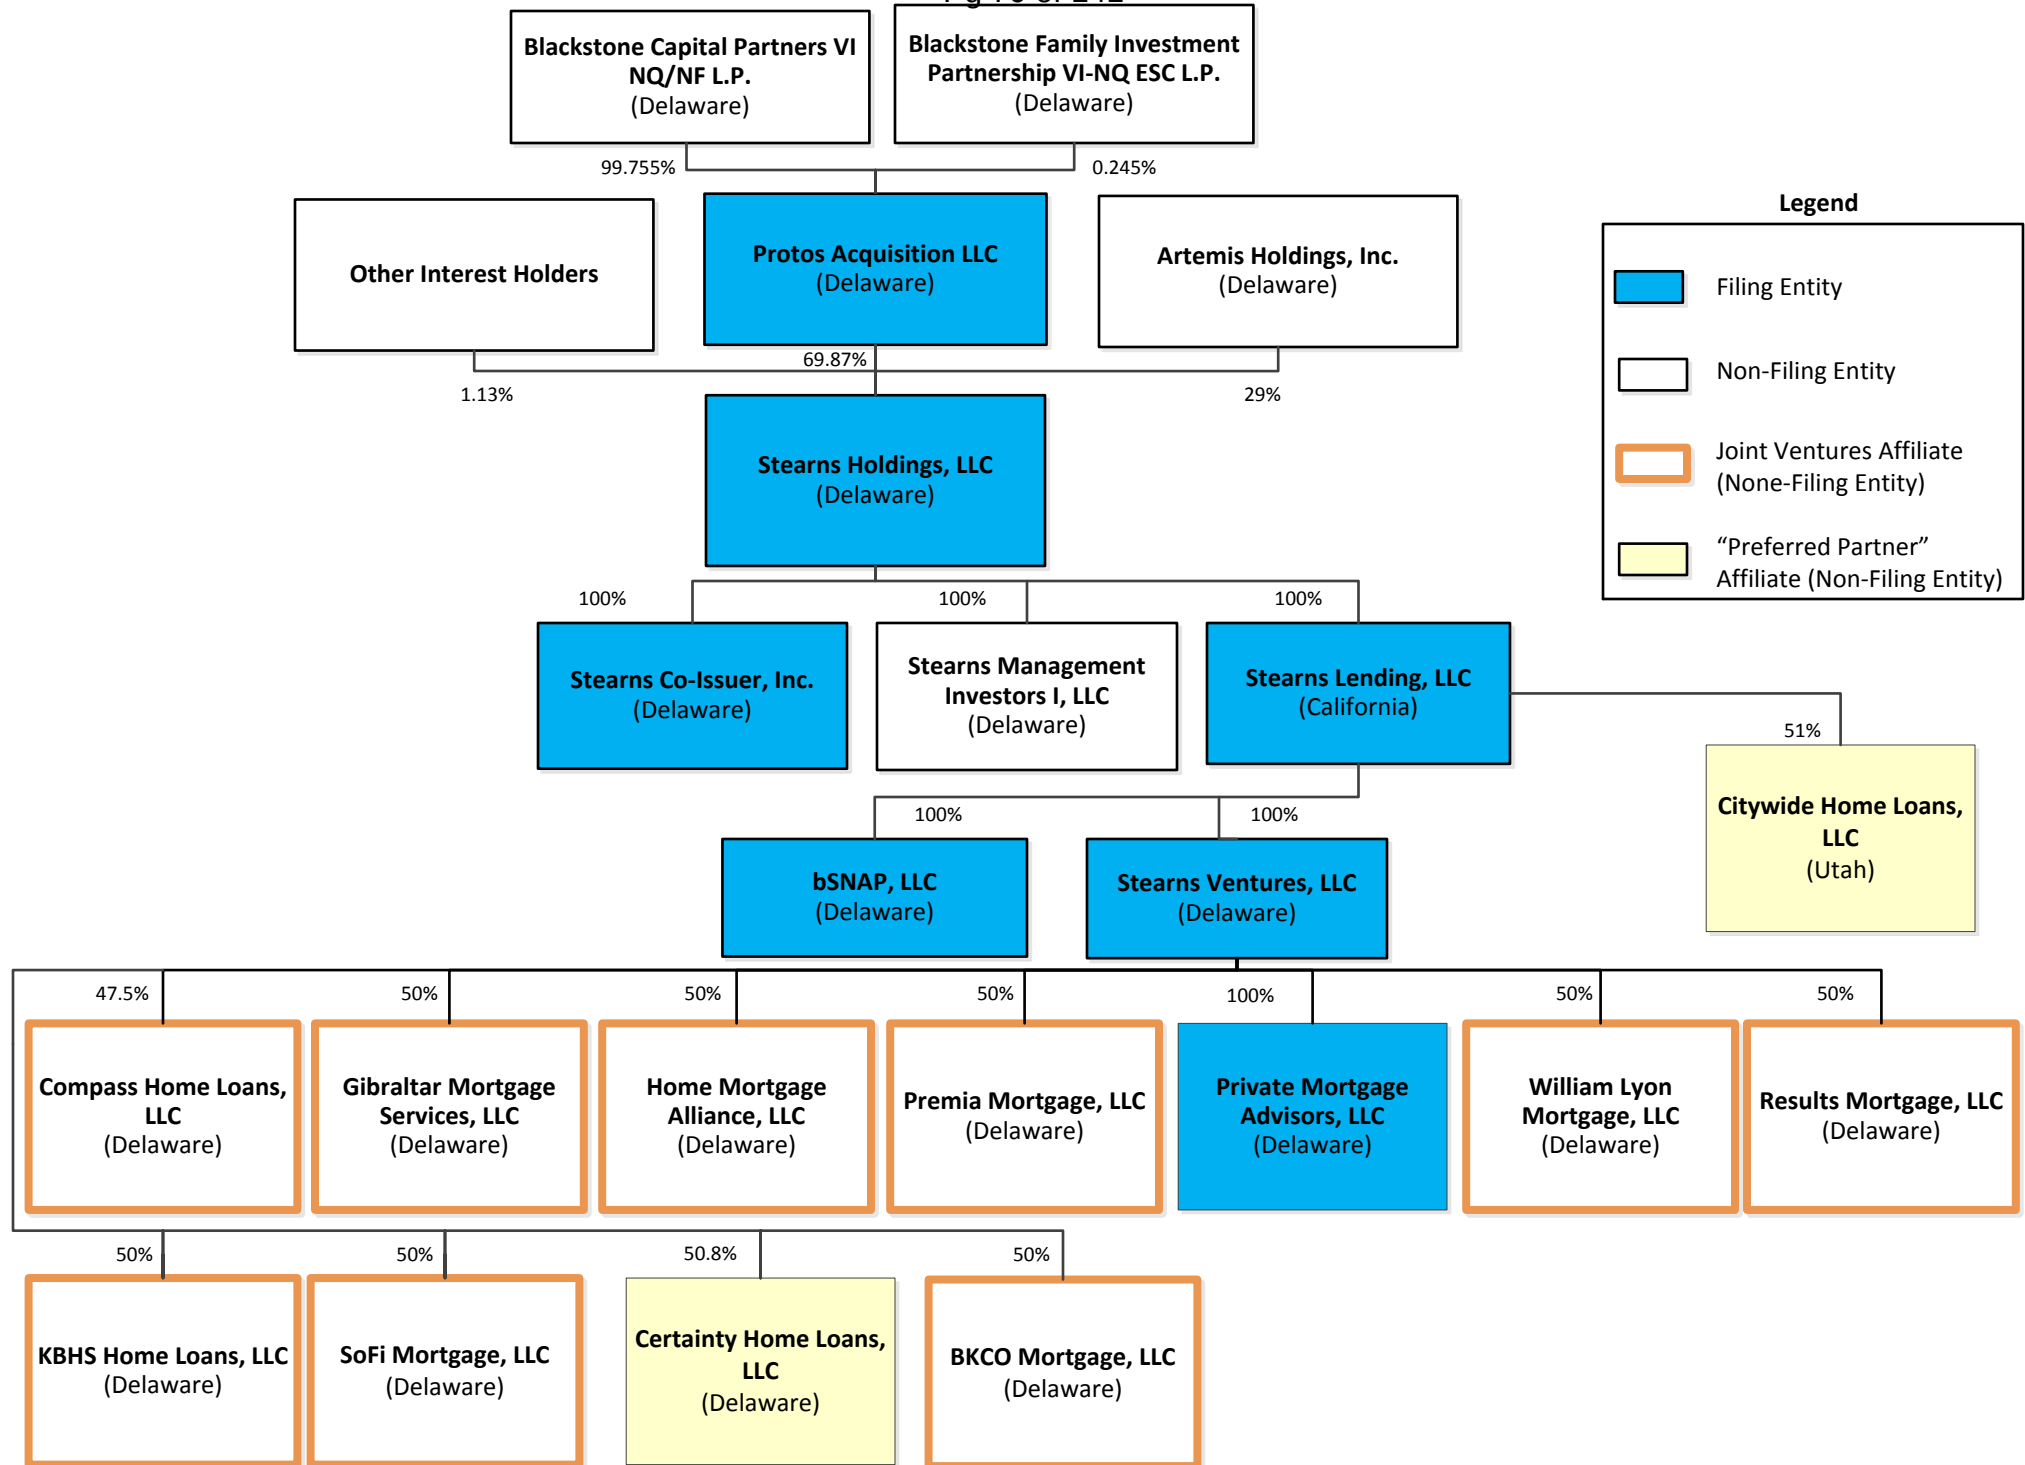 Blackstone Capital Partners VI
NQ/NF L.P.
(Delaware)
Blackstone Family Investment
Partnership VI-NQ ESC L.P.
(Delaware)
99.755%
0.245%
Other Interest Holders
Protos Acquisition LLC
(Delaware)
Artemis Holdings, Inc.
(Delaware)
Legend
Filing Entity
Non-Filing Entity
Joint Ventures Affiliate
(None-Filing Entity)
“Preferred Partner”
Affiliate (Non-Filing Entity)
69.87%
1.13%
29%
Stearns Holdings, LLC
(Delaware)
100%
100%
100%
Stearns Co-Issuer, Inc.
(Delaware)
Stearns Management
Investors I, LLC
(Delaware)
Stearns Lending, LLC
(California)
51%
Citywide Home Loans,
LLC
(Utah)
100%
100%
bSNAP, LLC
(Delaware)
Stearns Ventures, LLC
(Delaware)
47.5%
50%
50%
50%
100%
50%
50%
Compass Home Loans,
LLC
(Delaware)
Gibraltar Mortgage
Services, LLC
(Delaware)
Home Mortgage
Alliance, LLC
(Delaware)
Premia Mortgage, LLC
(Delaware)
Private Mortgage
Advisors, LLC
(Delaware)
William Lyon
Mortgage, LLC
(Delaware)
Results Mortgage, LLC
(Delaware)
50%
50%
50.8%
50%
KBHS Home Loans, LLC
(Delaware)
SoFi Mortgage, LLC
(Delaware)
Certainty Home Loans,
LLC
(Delaware)
BKCO Mortgage, LLC
(Delaware)